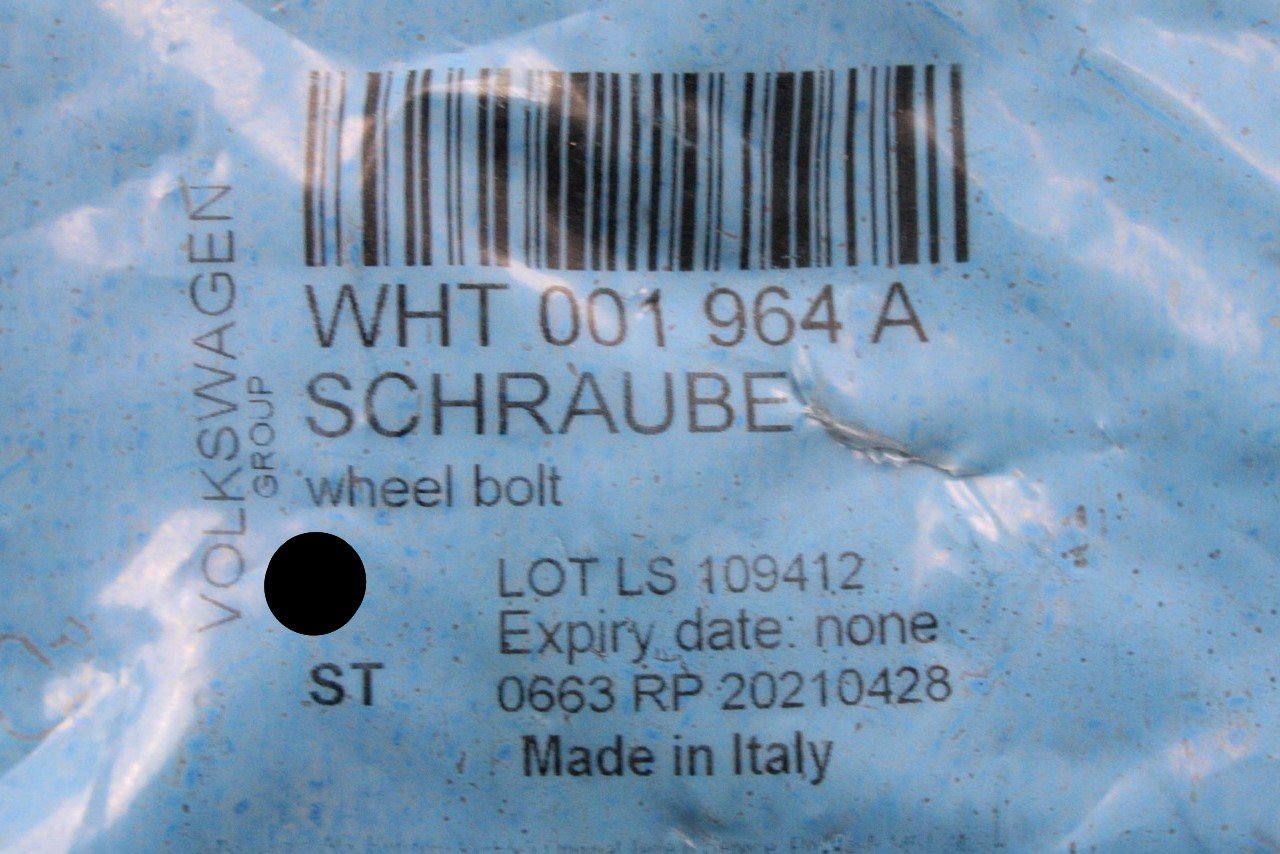 VOLKSWAGEN
GROUP
WHT 001 964 A
SCHRAUBE
wheel bolt
LOT LS 109412
Expiry date: none
ST
0663 RP 20210428
Made in Italy